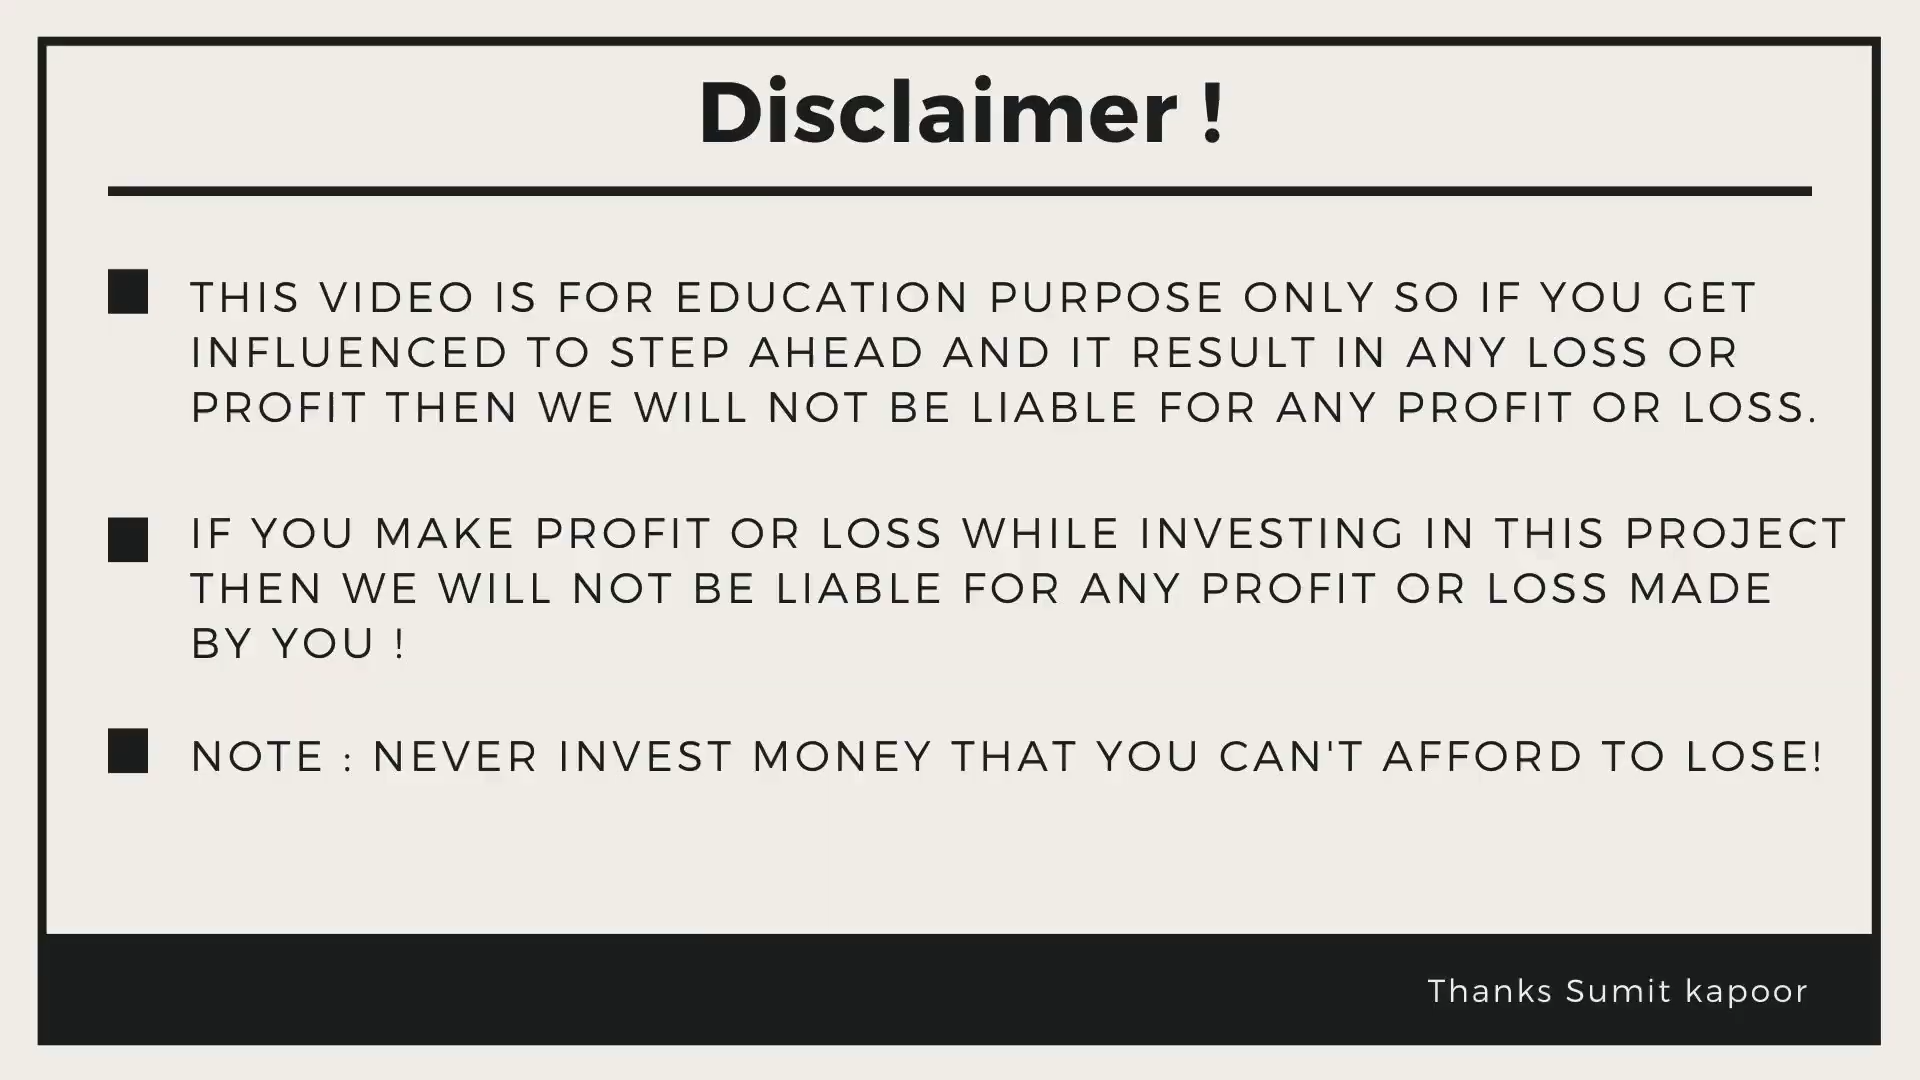 Disclaimer !
THIS VIDEO IS FOR EDUCATION PURPOSE ONLY SO IF YOU GET
INFLUENCED TO STEP AHEAD AND IT RESULT IN ANY LOSS OR
PROFIT THEN WE WILL NOT BE LIABLE FOR ANY PROFIT OR LOSS.
IF YOU MAKE PROFIT OR LOSS WHILE INVESTING IN THIS PROJECT
THEN WE WILL NOT BE LIABLE FOR ANY PROFIT OR LOSS MADE
BY YOU !
NOTE : NEVER INVEST MONEY THAT YOU CAN'T AFFORD TO LOSE!
Thanks Sumit kapoor